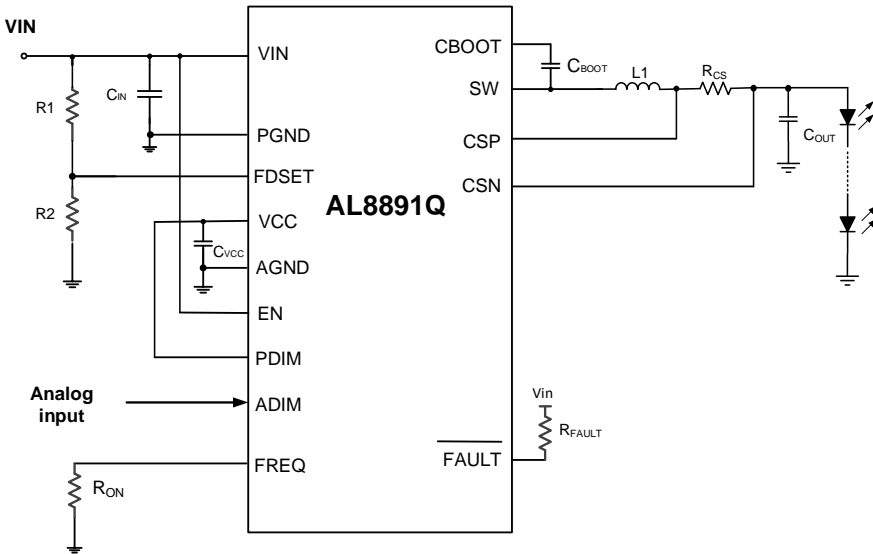 VIN
VIN
CBOOT
CBOOT
L1
RCS
SW
R1
CIN
PGND
CSP
COUT
FDSET
CSN
AL8891Q
R2
VCC
CVCC
AGND
EN
PDIM
Analog
input
ADIM
Vin
RFAULT
FREQ
FAULT
RON